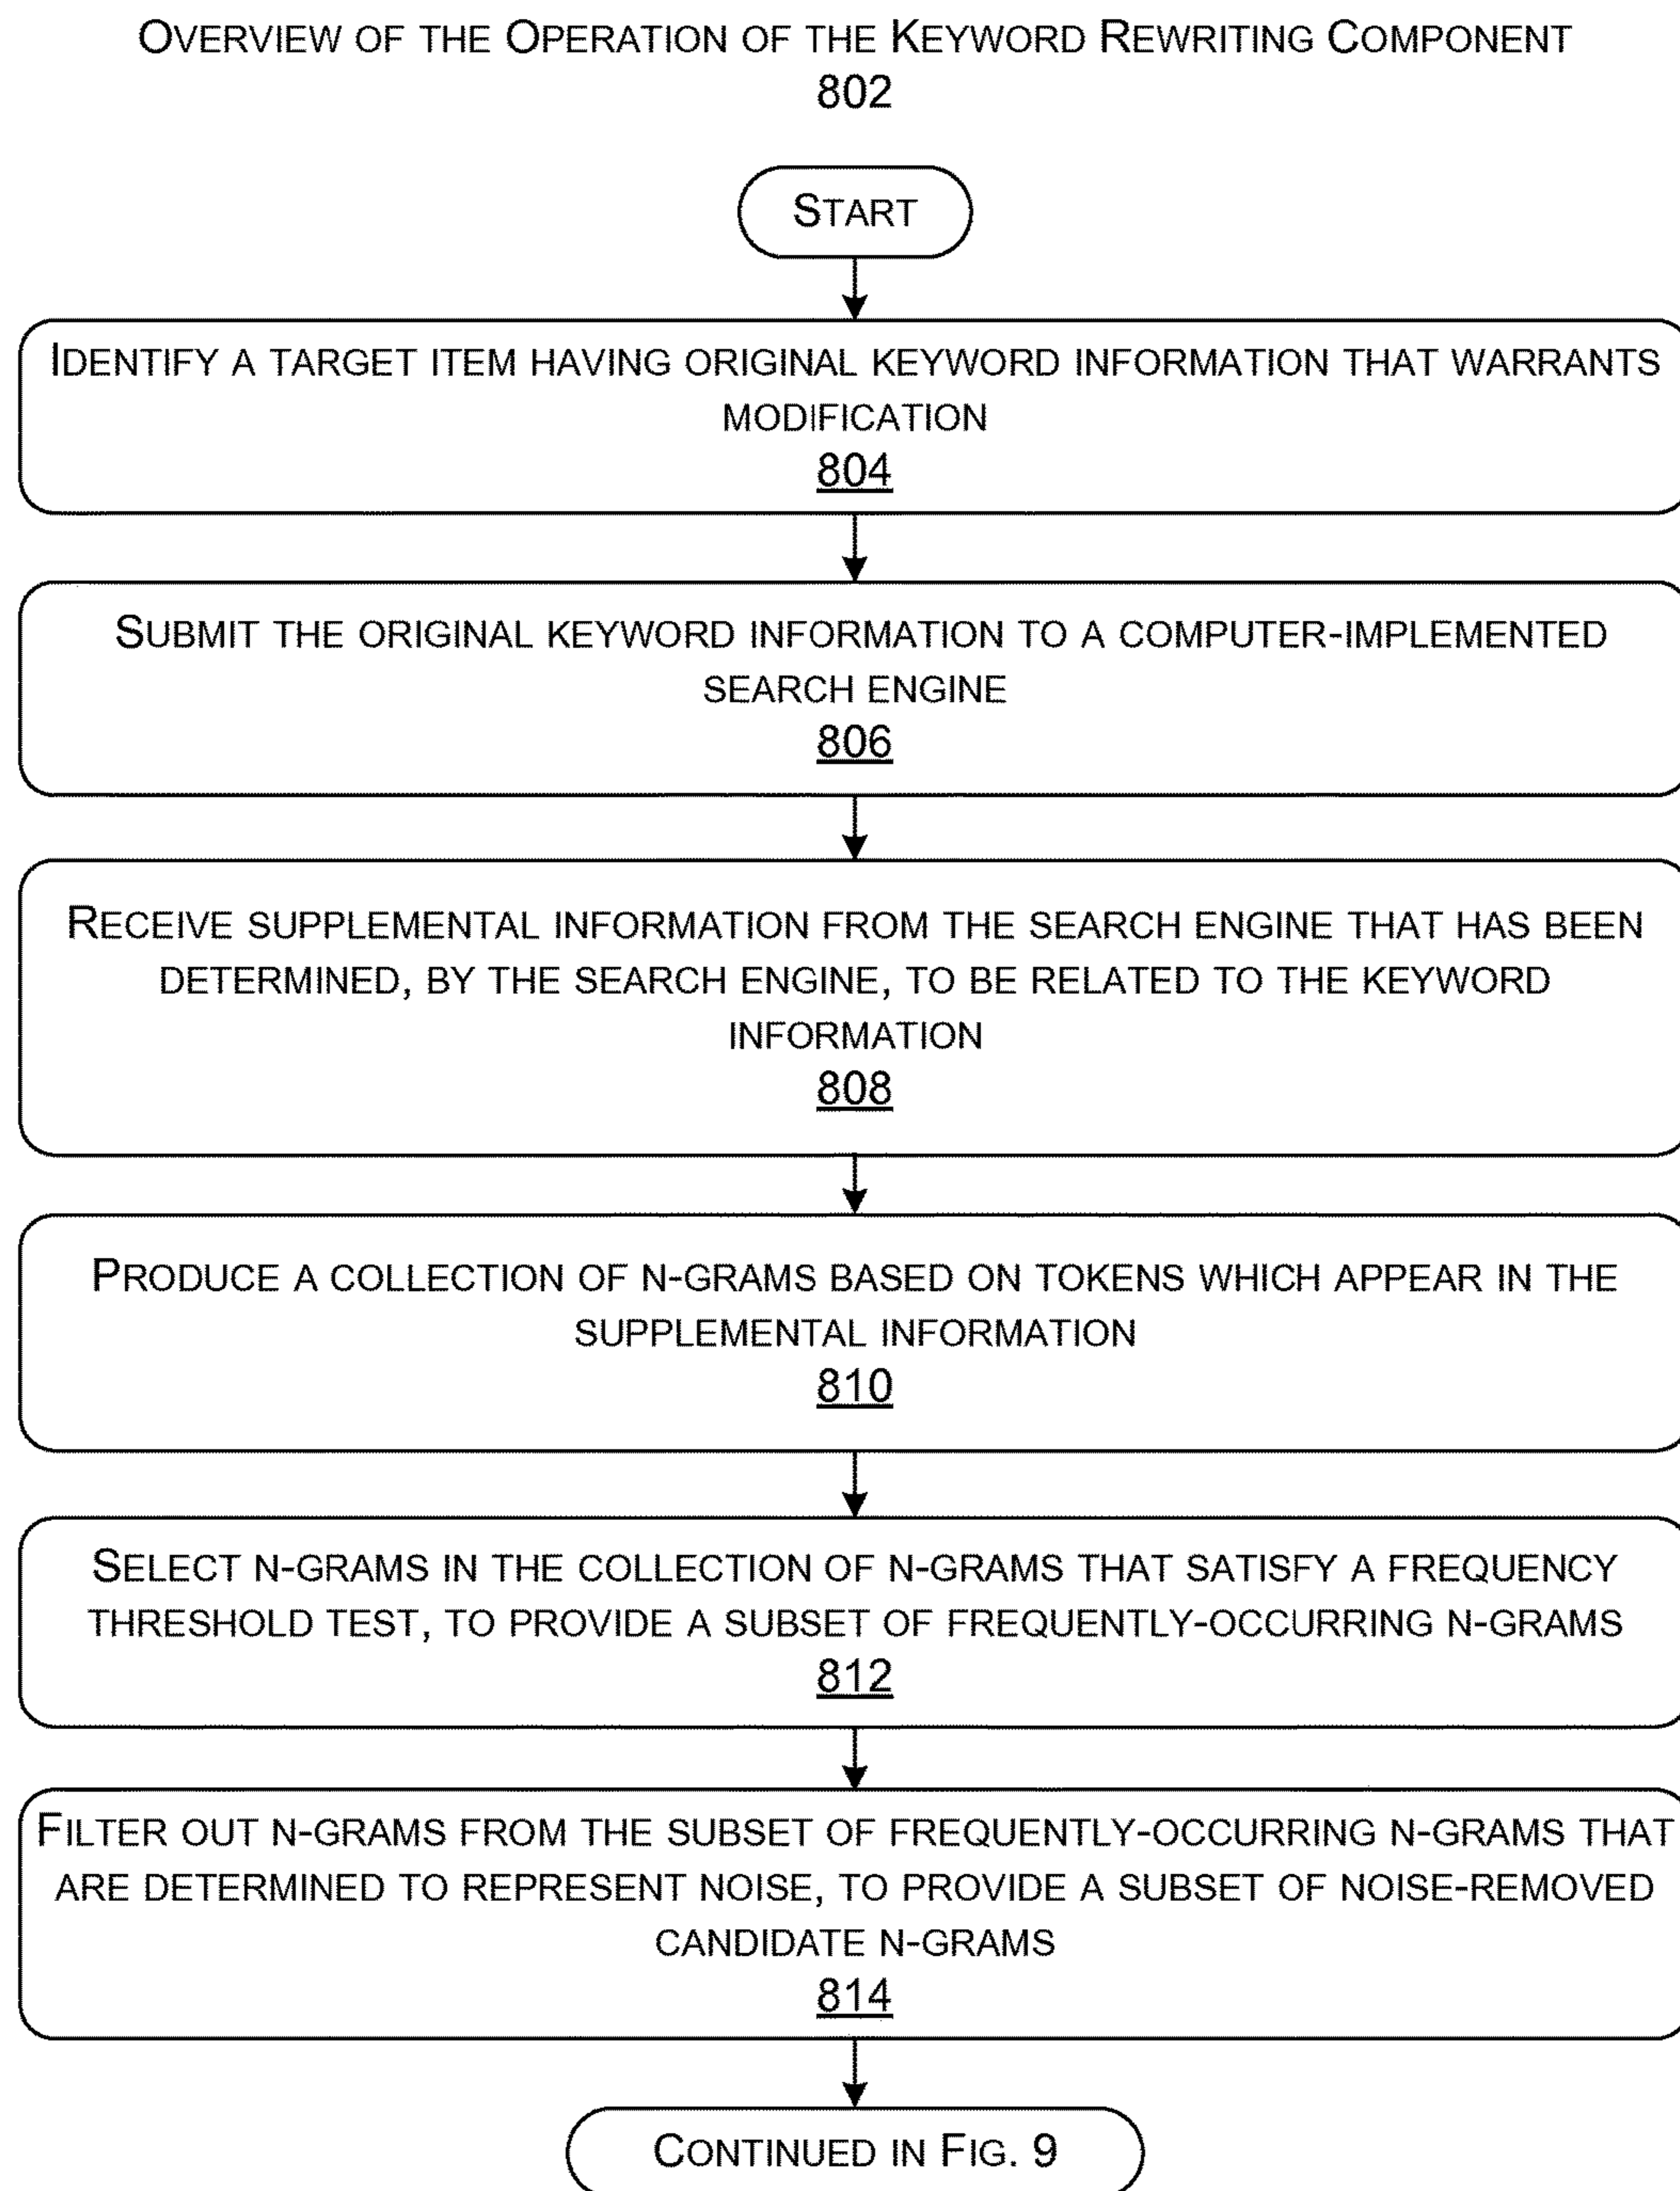 OVERVIEW OF THE OPERATION OF THE KEYWORD REWRITING COMPONENT
802
START
IDENTIFY A TARGET ITEM HAVING ORIGINAL KEYWORD INFORMATION THAT WARRANTS
MODIFICATION
804
SUBMIT THE ORIGINAL KEYWORD INFORMATION TO A COMPUTER-IMPLEMENTED
SEARCH ENGINE
806
RECEIVE SUPPLEMENTAL INFORMATION FROM THE SEARCH ENGINE THAT HAS BEEN
DETERMINED, BY THE SEARCH ENGINE, TO BE RELATED TO THE KEYWORD
INFORMATION
808
PRODUCE A COLLECTION OF N-GRAMS BASED ON TOKENS WHICH APPEAR IN THE
SUPPLEMENTAL INFORMATION
810
SELECT N-GRAMS IN THE COLLECTION OF N-GRAMS THAT SATISFY A FREQUENCY
THRESHOLD TEST, TO PROVIDE A SUBSET OF FREQUENTLY-OCCURRING N-GRAMS
812
FILTER OUT N-GRAMS FROM THE SUBSET OF FREQUENTLY-OCCURRING N-GRAMS THAT
ARE DETERMINED TO REPRESENT NOISE, TO PROVIDE A SUBSET OF NOISE-REMOVED
CANDIDATE N-GRAMS
814
CONTINUED IN FIG. 9